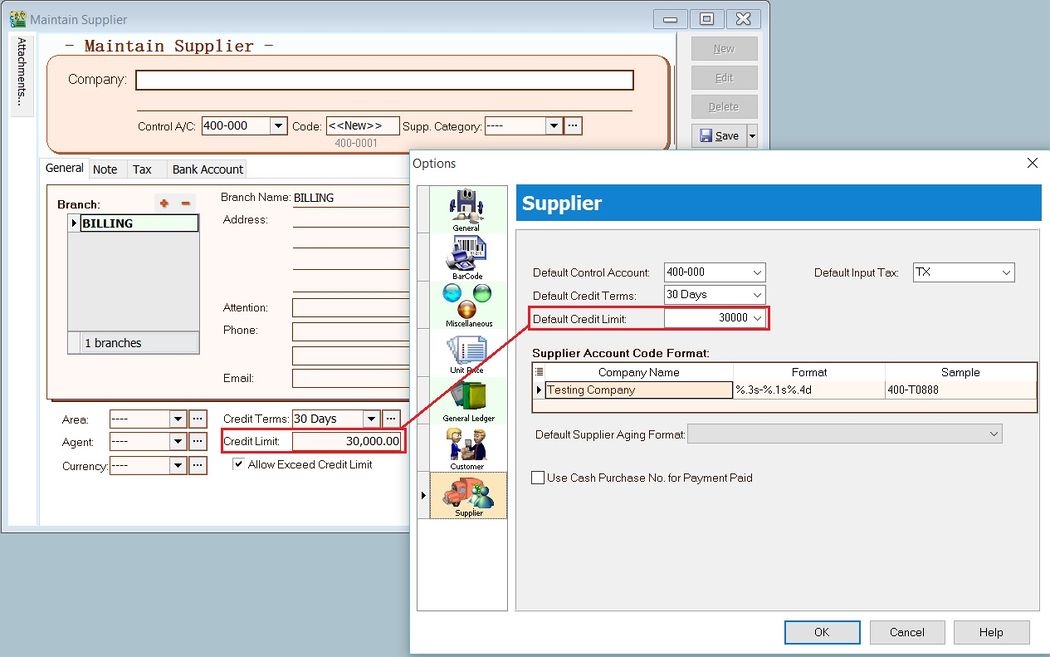 Maintain Supplier
Attachments...
- Maintain Supplier -
Company:
Control A/C: 400-000 Code: <<New>> Supp. Category: ----
400-0001
New
Edit
Delete
Save
General Note Tax Bank Account
Branch:
BILLING
1 branches
Branch Name: BILLING
Address:
Attention:
Phone:
Email:
Area: ----
Agent: ----
Currency: ----
Credit Terms: 30 Days
Credit Limit: 30,000.00
Allow Exceed Credit Limit
Options
General
BarCode
Miscellaneous
Unit Price
General Ledger
Customer
Supplier
Supplier
Default Control Account: 400-000 Default Input Tax: TX
Default Credit Terms: 30 Days
Default Credit Limit: 30000
Supplier Account Code Format:
Company Name Format Sample
Testing Company %.3s-%.1s%.4d 400-T0888
Default Supplier Aging Format:
Use Cash Purchase No. for Payment Paid
OK Cancel Help